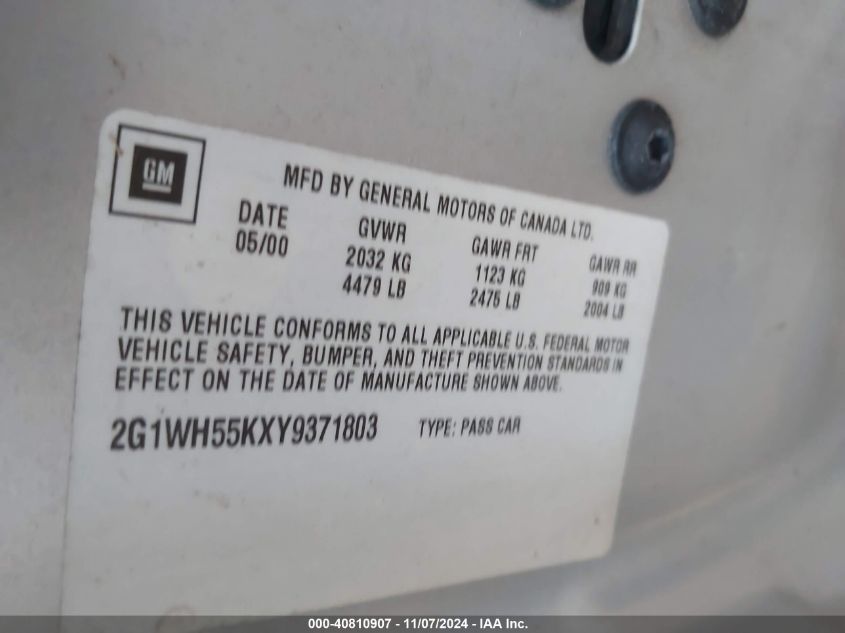 GM
MFD BY GENERAL MOTORS OF CANADA LTD.
DATE GVWR GAWR FRT GAWR RR
05/00 2032 KG 1123 KG 909 KG
4479 LB 2475 LB 2004 LB
THIS VEHICLE CONFORMS TO ALL APPLICABLE U.S. FEDERAL MOTOR
VEHICLE SAFETY, BUMPER, AND THEFT PREVENTION STANDARDS IN
EFFECT ON THE DATE OF MANUFACTURE SHOWN ABOVE.
2G1WH55KXY9371803 TYPE: PASS CAR
000-40810907 - 11/07/2024 - IAA Inc.